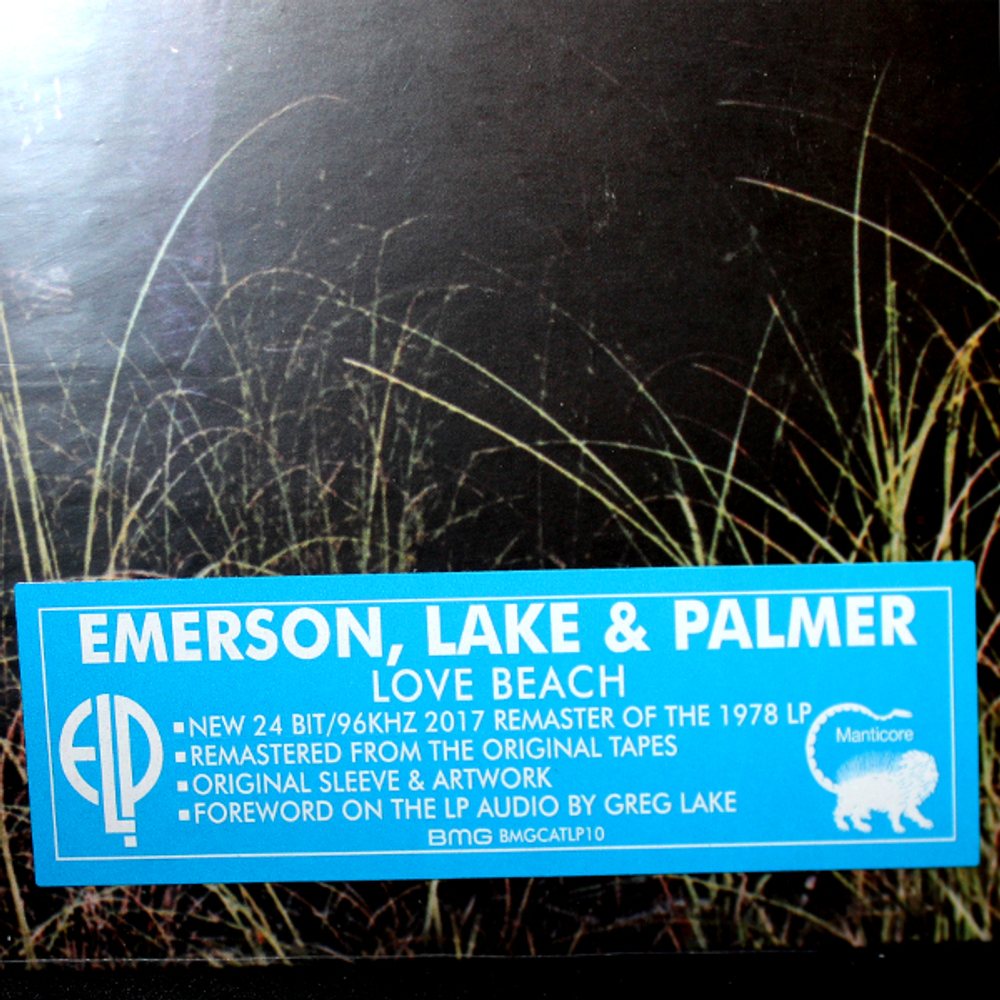 EMERSON, LAKE & PALMER
LOVE BEACH
ELP
▪NEW 24 BIT/96KHZ 2017 REMASTER OF THE 1978 LP
▪REMASTERED FROM THE ORIGINAL TAPES
▪ORIGINAL SLEEVE & ARTWORK
▪FOREWORD ON THE LP AUDIO BY GREG LAKE
Manticore
BMG BMGCATLP10